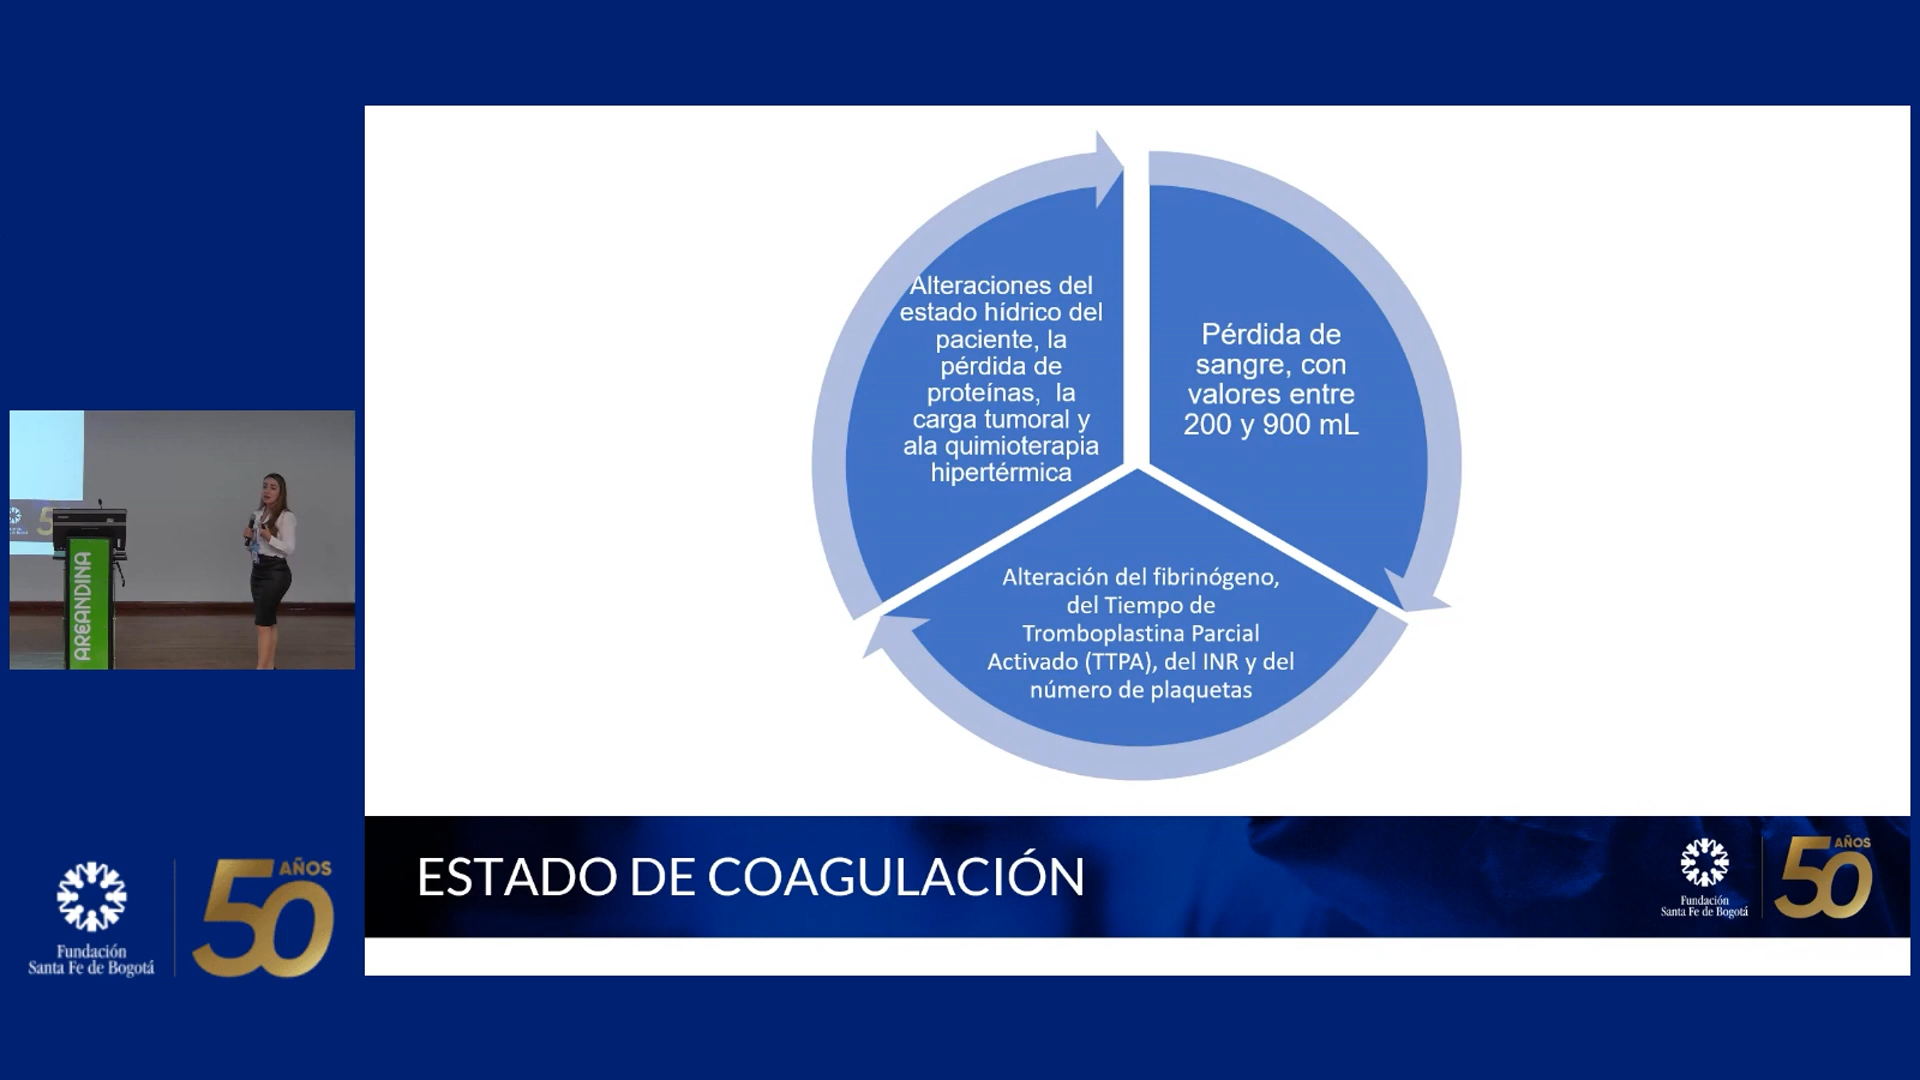 Alteraciones del
estado hídrico del
paciente, la
pérdida de
proteínas,  la
carga tumoral y
ala quimioterapia
hipertérmica
Pérdida de
sangre, con
valores entre
200 y 900 mL
Alteración del fibrinógeno,
del Tiempo de
Tromboplastina Parcial
Activado (TTPA), del INR y del
número de plaquetas
AREANDINA
ESTADO DE COAGULACIÓN
Fundación
Santa Fe de Bogotá
50 AÑOS
Fundación
Santa Fe de Bogotá
50 AÑOS